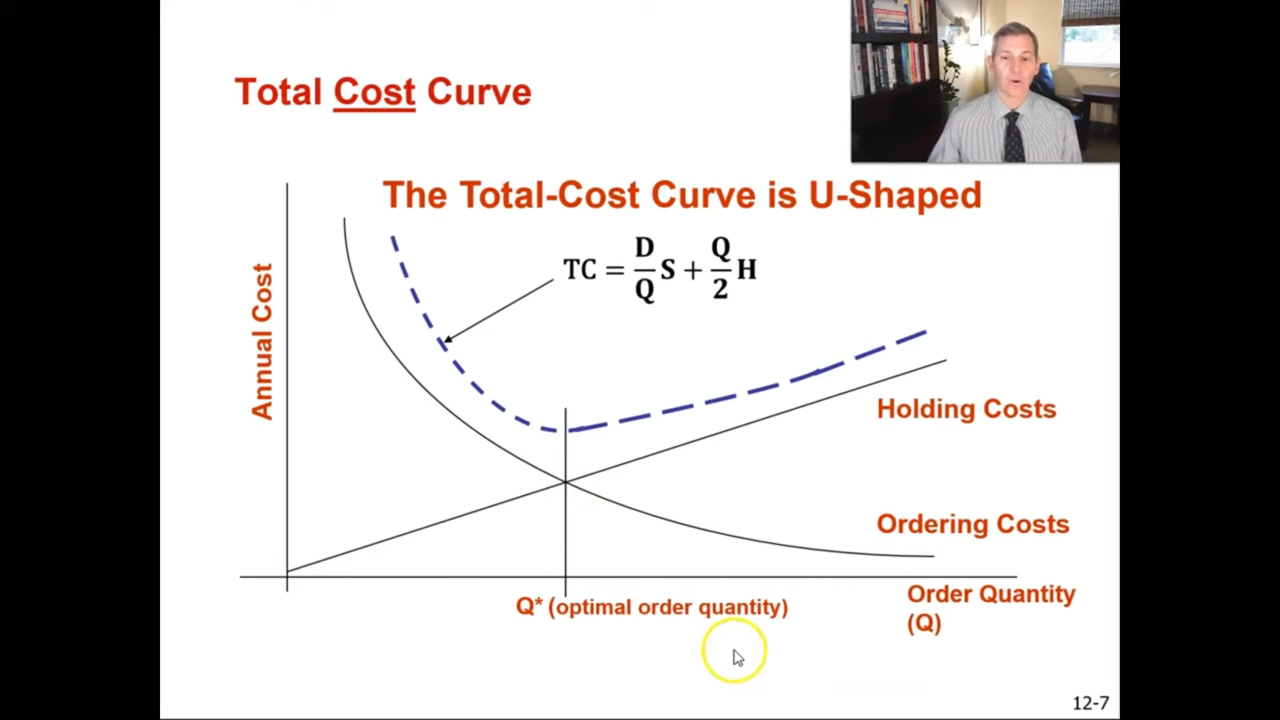 Total Cost Curve
The Total-Cost Curve is U-Shaped
TC = D/Q S + Q/2 H
Annual Cost
Holding Costs
Ordering Costs
Q* (optimal order quantity)
Order Quantity
(Q)
12-7